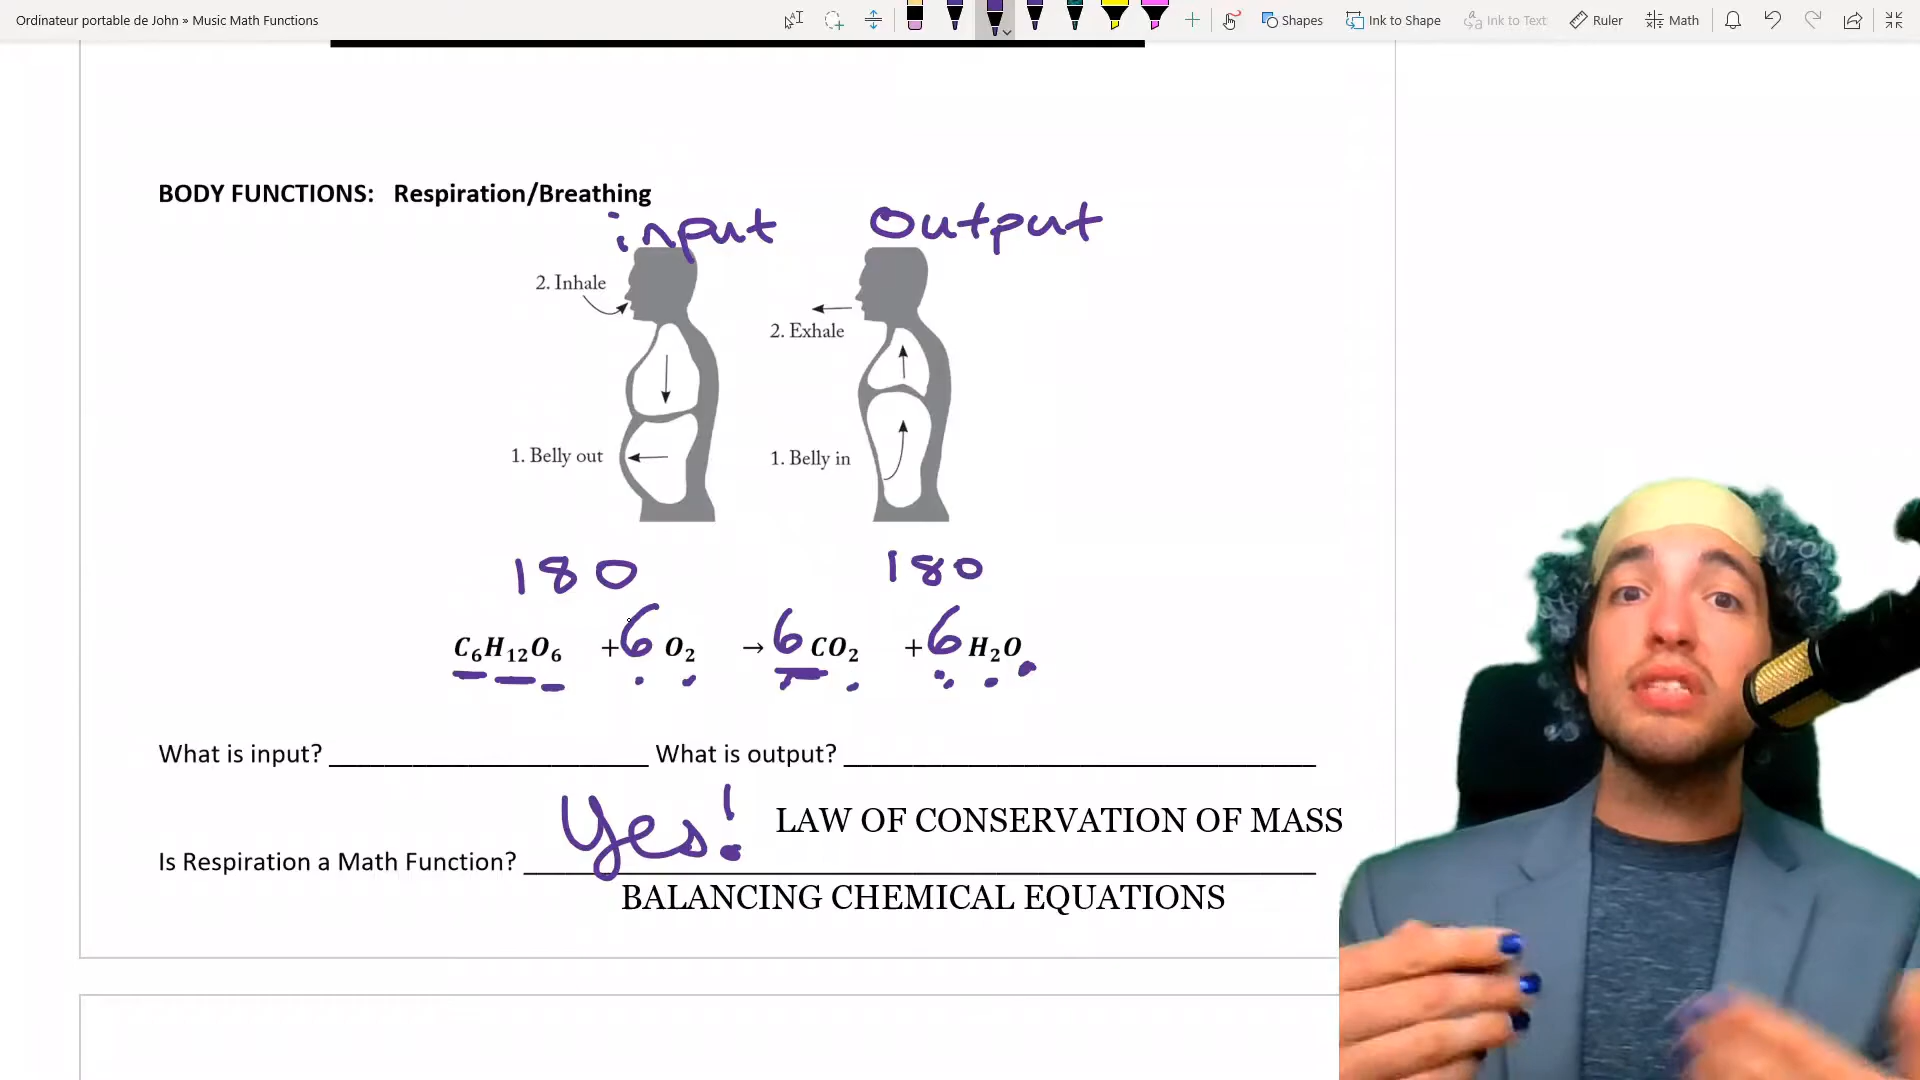 Ordinateur portable de John » Music Math Functions
Shapes Ink to Shape Ink to Text Ruler Math
BODY FUNCTIONS: Respiration/Breathing
input output
2. Inhale
2. Exhale
1. Belly out
1. Belly in
180 180
C₆H₁₂O₆ +6 O₂ → 6 CO₂ +6 H₂O
What is input? ____________________ What is output? ____________________
Yes! LAW OF CONSERVATION OF MASS
Is Respiration a Math Function? ____________________
BALANCING CHEMICAL EQUATIONS